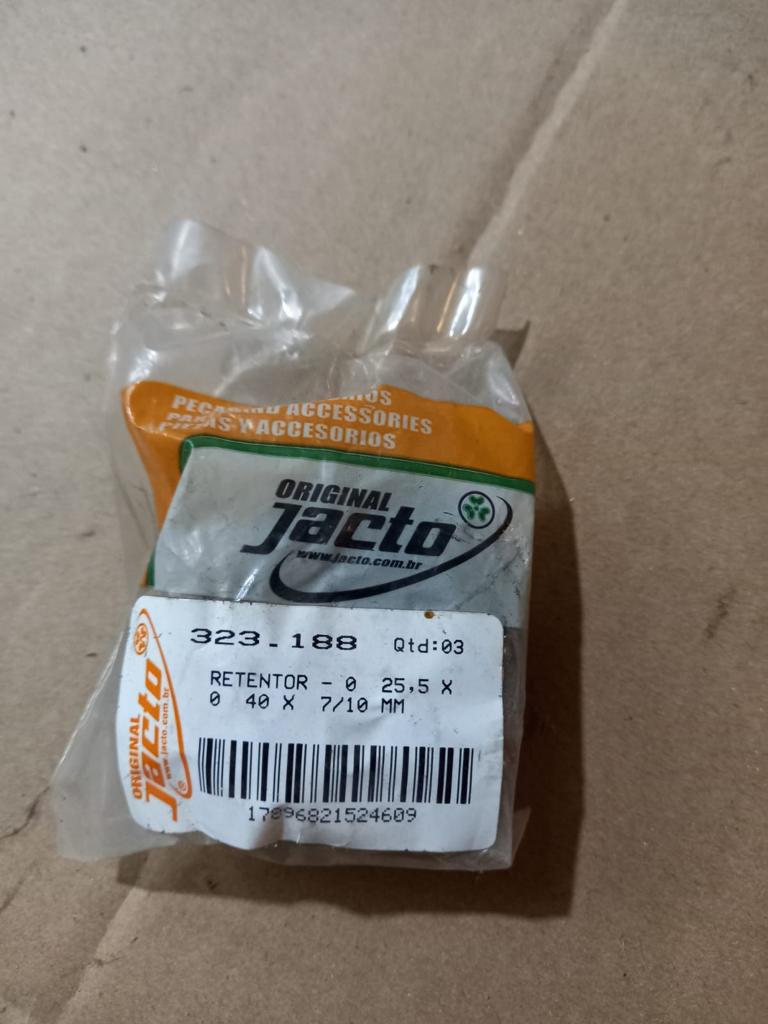 ACCESSORIES
PIEZAS Y ACCESORIOS
ORIGINAL
Jacto
www.jacto.com.br
323.188 Qtd:03
RETENTOR - 0 25,5 X
0 40 X 7/10 MM
17896821524609
ORIGINAL
Jacto
www.jacto.com.br